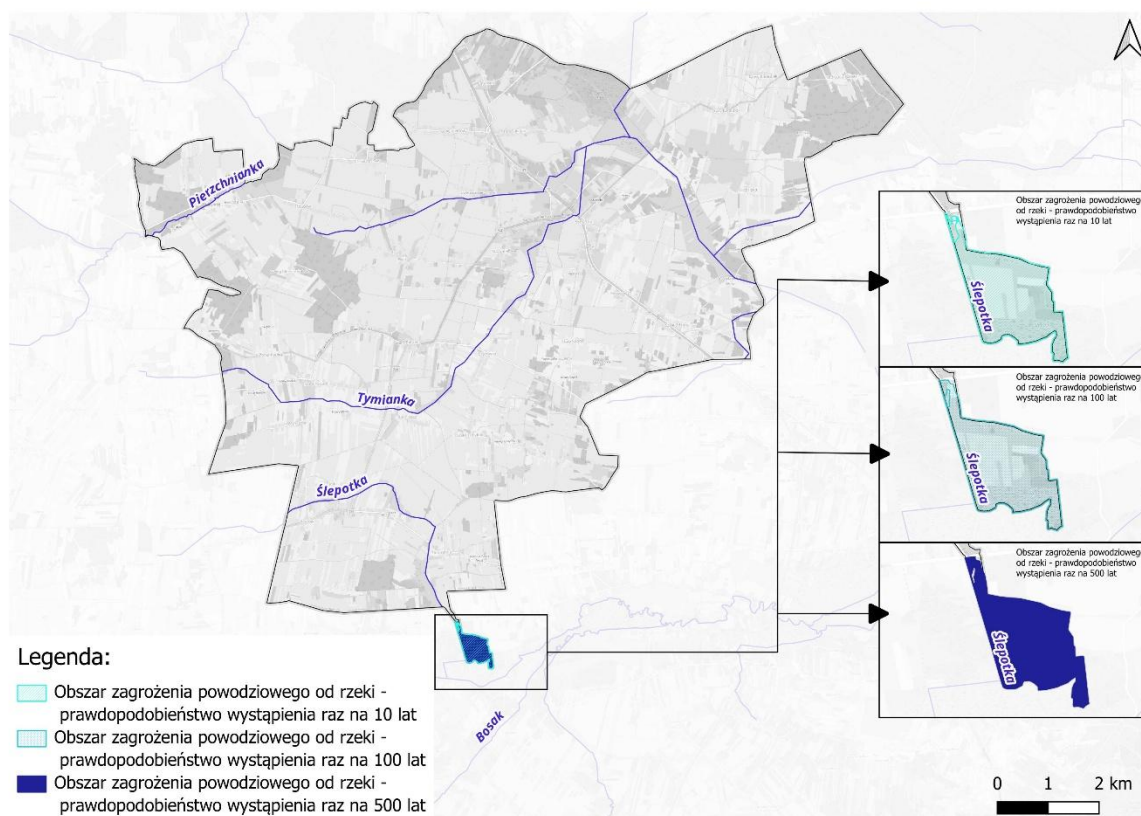 Pierzchnianka
Tymianka
Ślepotka
Bosak
Obszar zagrożenia powodziowego
od rzeki - prawdopodobieństwo
wystąpienia raz na 10 lat
Ślepotka
Obszar zagrożenia powodziowego
od rzeki - prawdopodobieństwo
wystąpienia raz na 100 lat
Ślepotka
Obszar zagrożenia powodziowego
od rzeki - prawdopodobieństwo
wystąpienia raz na 500 lat
Ślepotka
Legenda:
Obszar zagrożenia powodziowego od rzeki -
prawdopodobieństwo wystąpienia raz na 10 lat
Obszar zagrożenia powodziowego od rzeki -
prawdopodobieństwo wystąpienia raz na 100 lat
Obszar zagrożenia powodziowego od rzeki -
prawdopodobieństwo wystąpienia raz na 500 lat
0 1 2 km